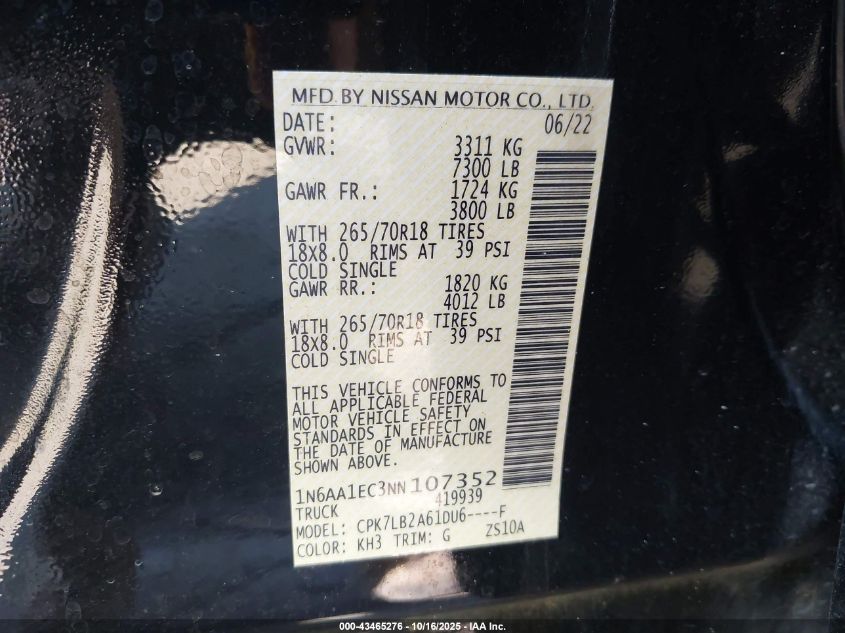 MFD. BY NISSAN MOTOR CO., LTD.
DATE: 06/22
GVWR: 3311 KG
7300 LB
GAWR FR.: 1724 KG
3800 LB
WITH 265/70R18 TIRES
18X8.0 RIMS AT 39 PSI
COLD SINGLE
GAWR RR.: 1820 KG
4012 LB
WITH 265/70R18 TIRES
18X8.0 RIMS AT 39 PSI
COLD SINGLE
THIS VEHICLE CONFORMS TO
ALL APPLICABLE FEDERAL
MOTOR VEHICLE SAFETY
STANDARDS IN EFFECT ON
THE DATE OF MANUFACTURE
SHOWN ABOVE.
1N6AA1EC3NN107352
TRUCK 419939
MODEL: CPK7LB2A61DU6----F
COLOR: KH3 TRIM: G ZS10A
000-43465276 - 10/16/2025 - IAA Inc.